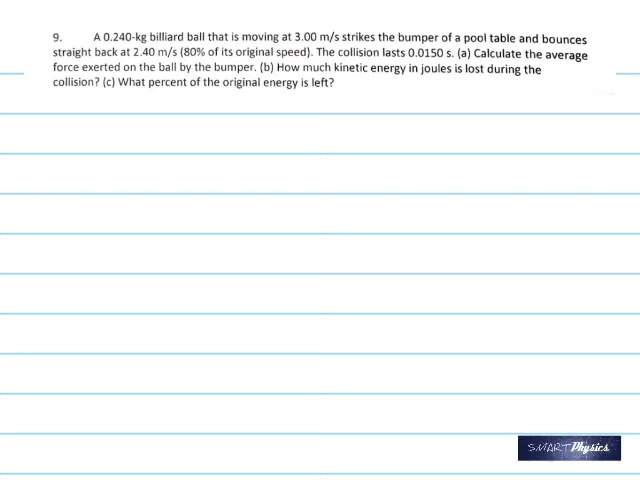 9. A 0.240-kg billiard ball that is moving at 3.00 m/s strikes the bumper of a pool table and bounces
straight back at 2.40 m/s (80% of its original speed). The collision lasts 0.0150 s. (a) Calculate the average
force exerted on the ball by the bumper. (b) How much kinetic energy in joules is lost during the
collision? (c) What percent of the original energy is left?
SMART Physics